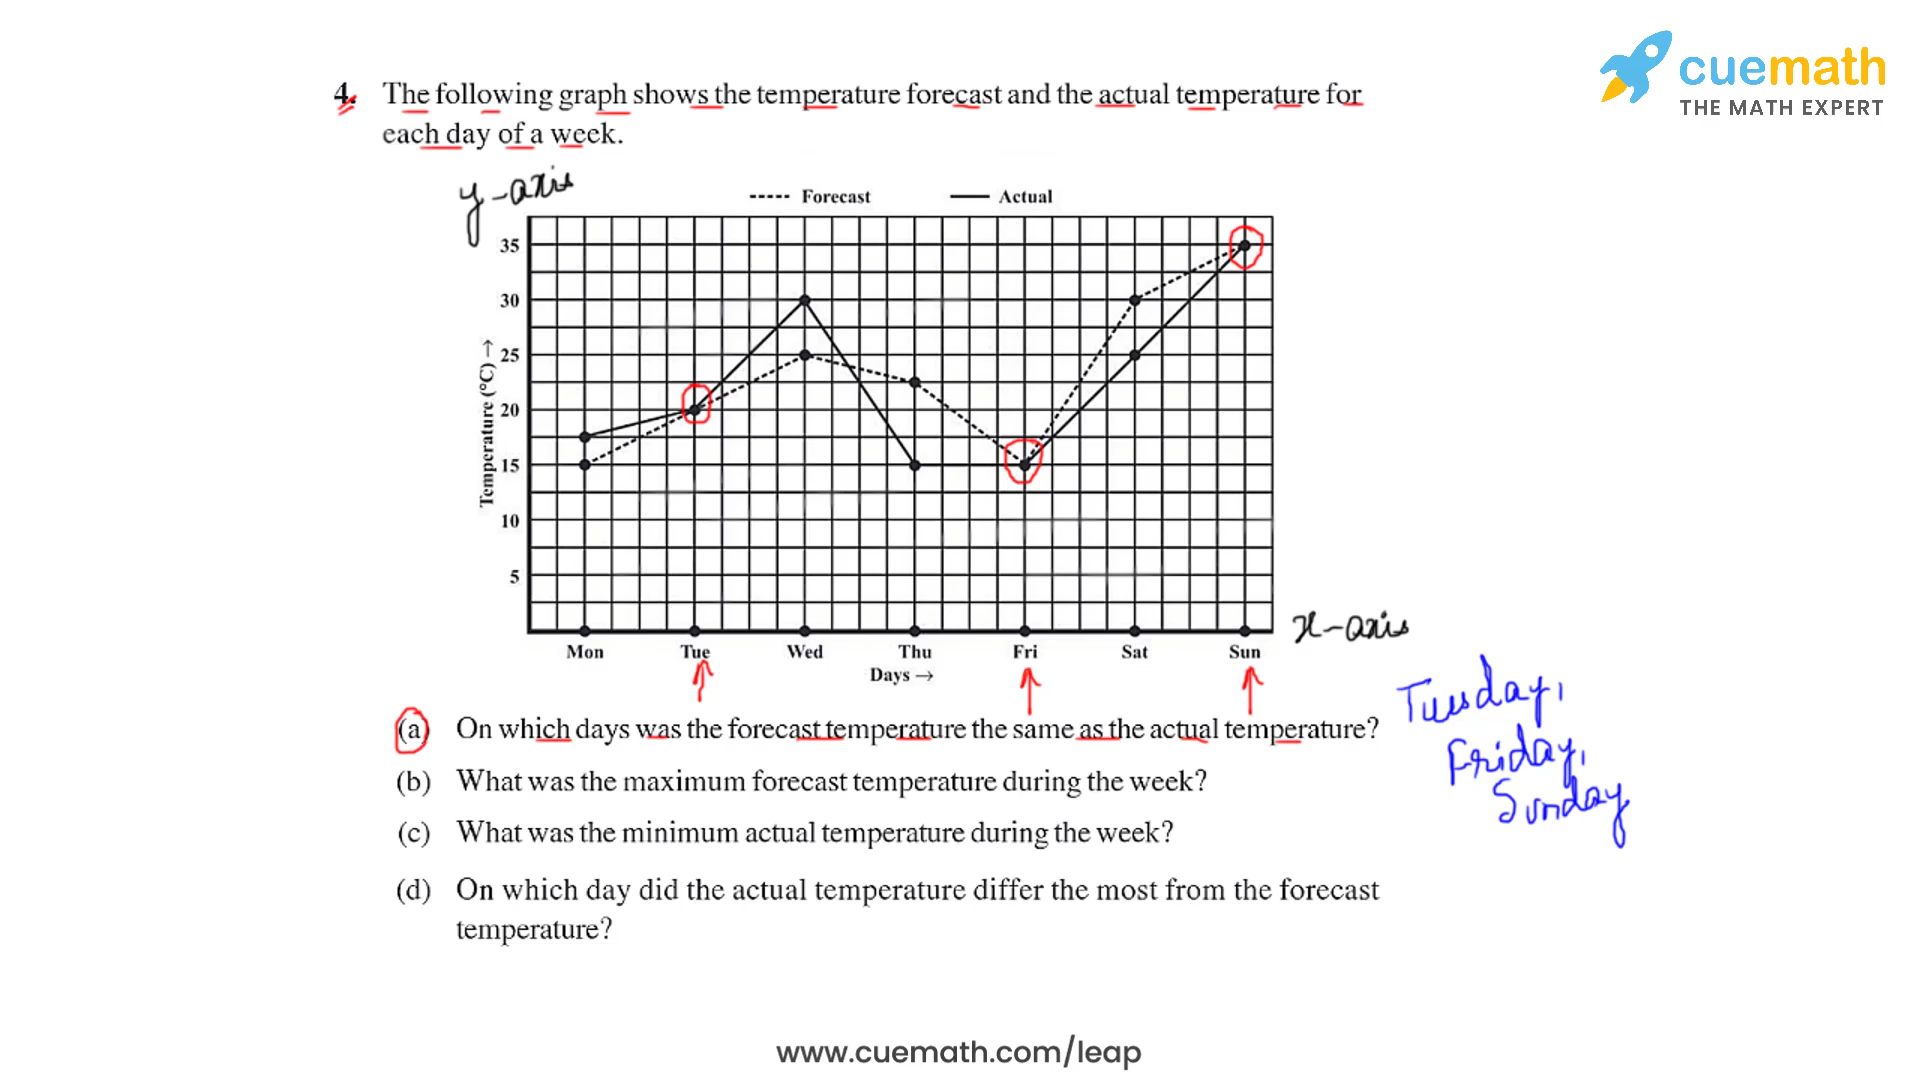 cuemath
THE MATH EXPERT
4. The following graph shows the temperature forecast and the actual temperature for
each day of a week.
y-axis
Forecast
Actual
35
30
25
20
15
10
5
Temperature (°C) →
Mon Tue Wed Thu Fri Sat Sun
x-axis
Days →
(a) On which days was the forecast temperature the same as the actual temperature?
Tuesday,
Friday,
Sunday
(b) What was the maximum forecast temperature during the week?
(c) What was the minimum actual temperature during the week?
(d) On which day did the actual temperature differ the most from the forecast
temperature?
www.cuemath.com/leap